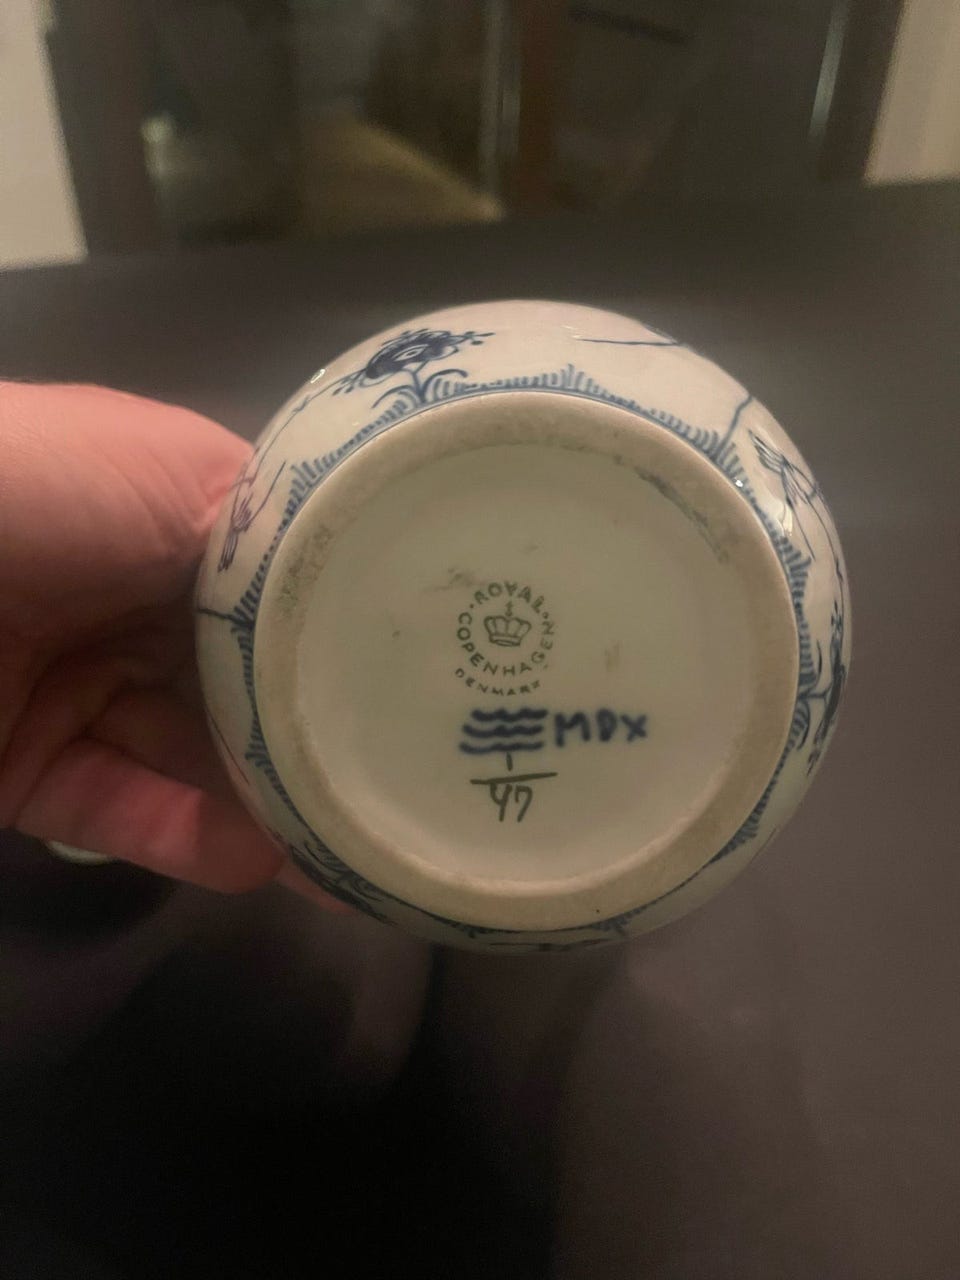 ROYAL
COPENHAGEN
DENMARK
MDX
1
47